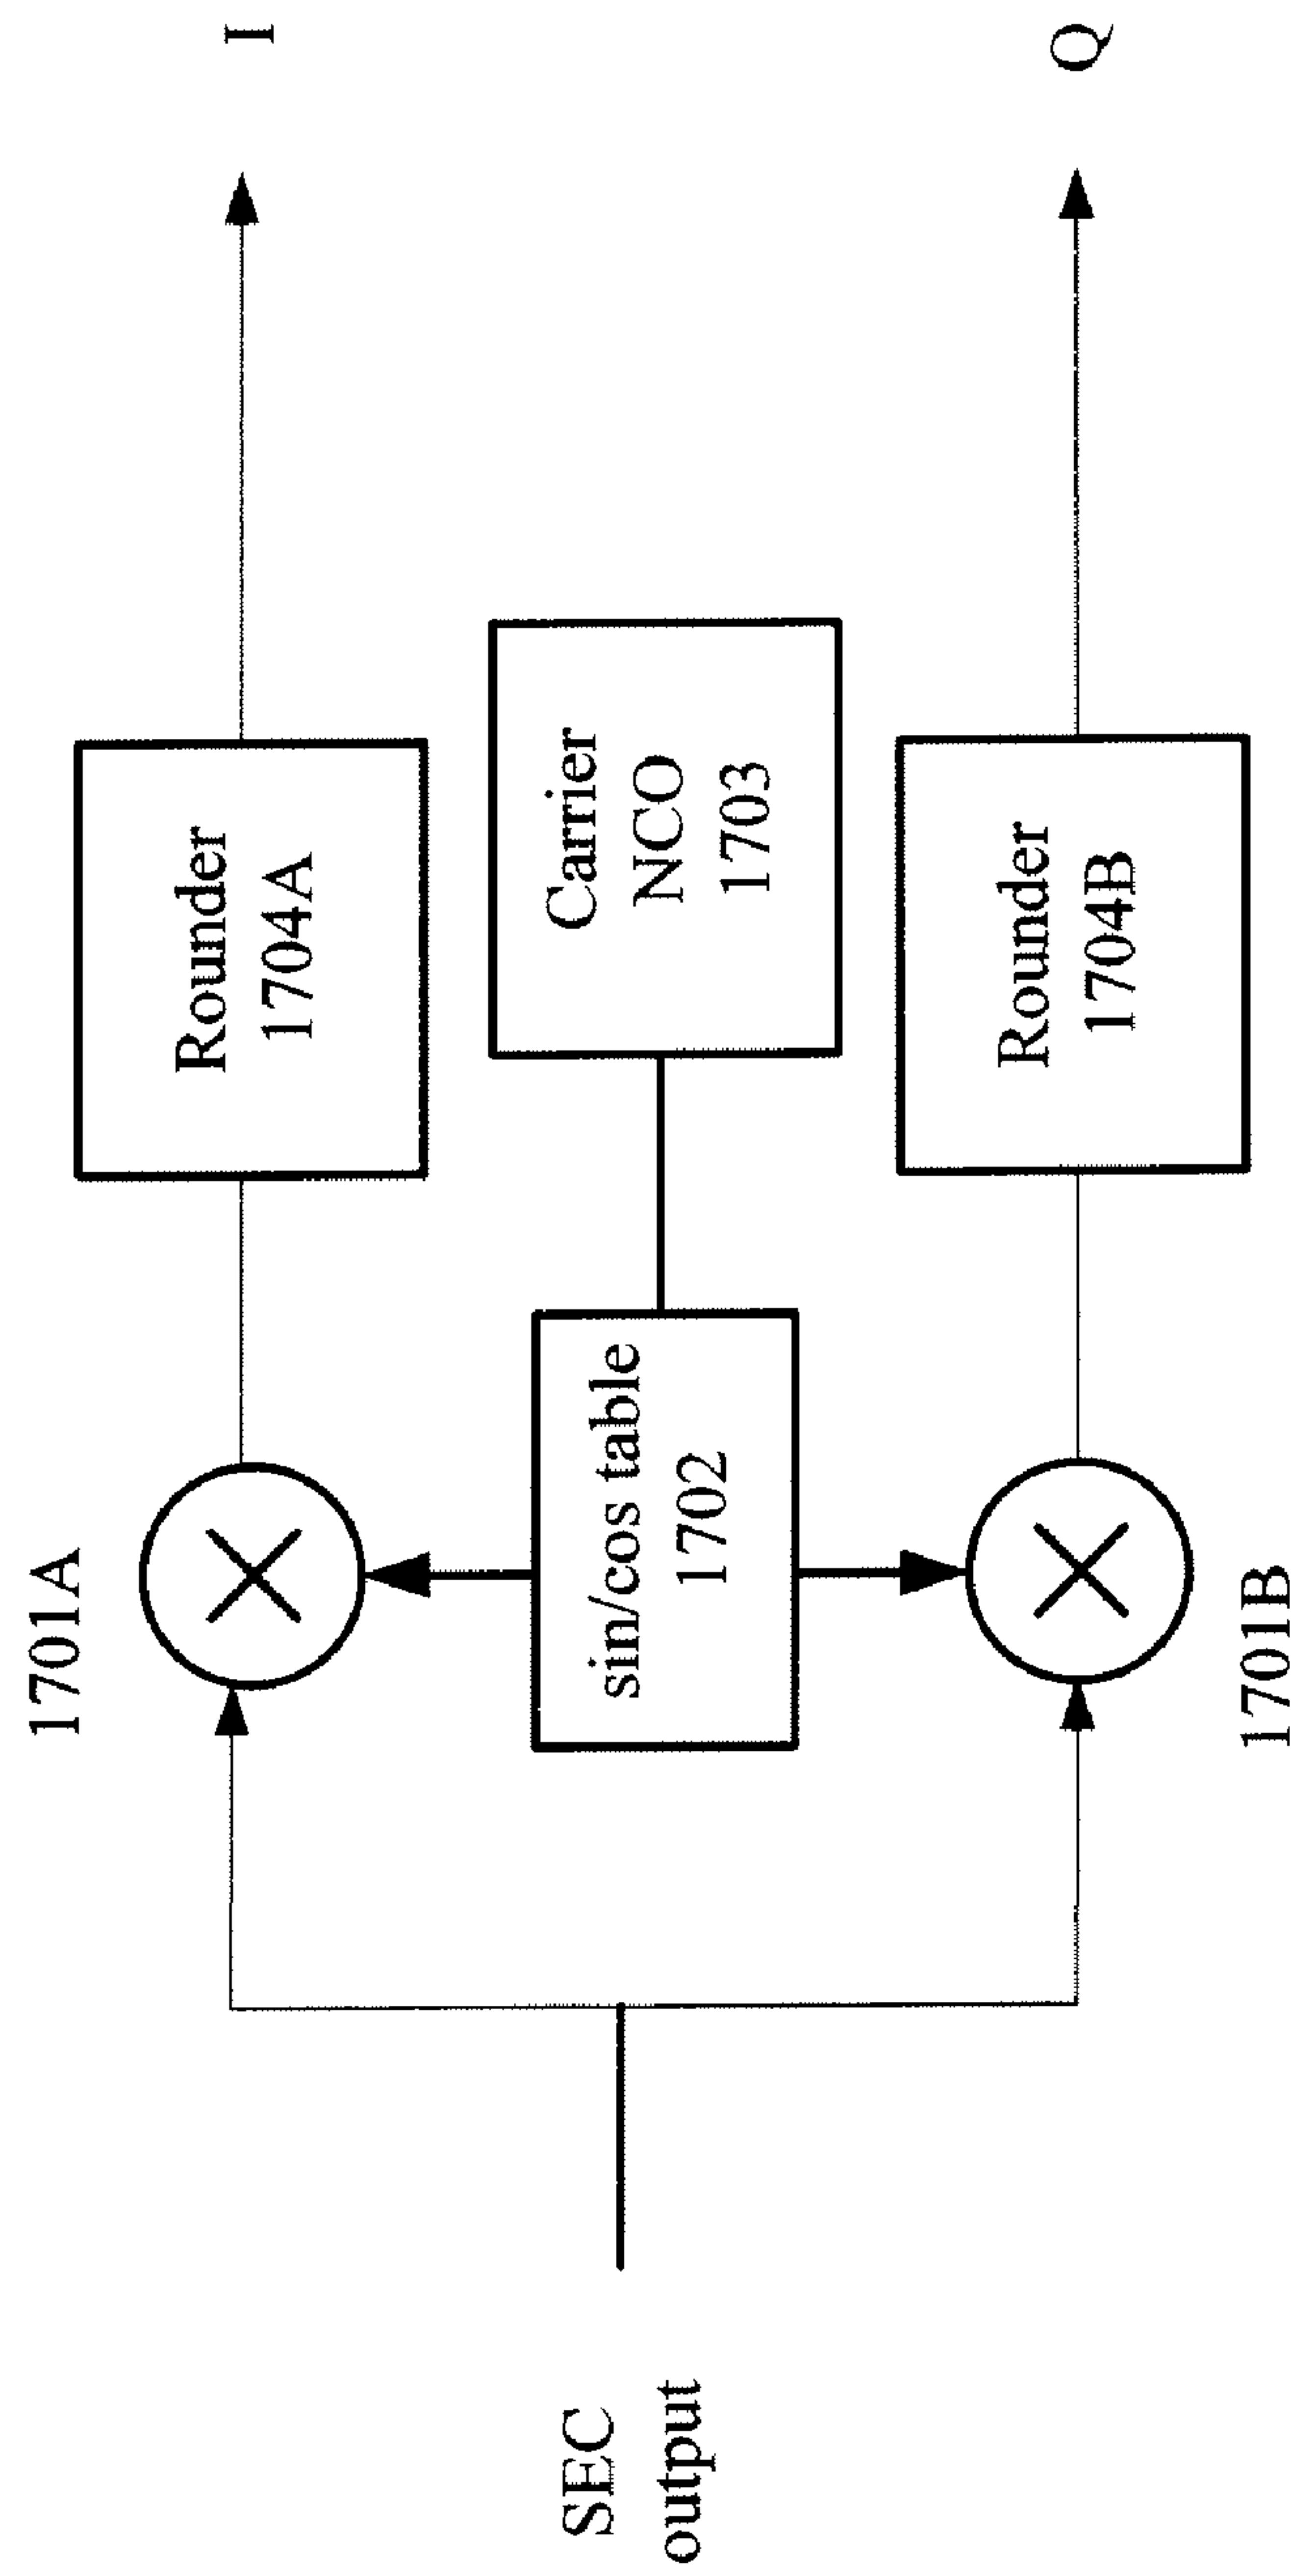 1701A
Rounder
1704A
I
SEC
output
sin/cos table
1702
Carrier
NCO
1703
Rounder
1704B
Q
1701B